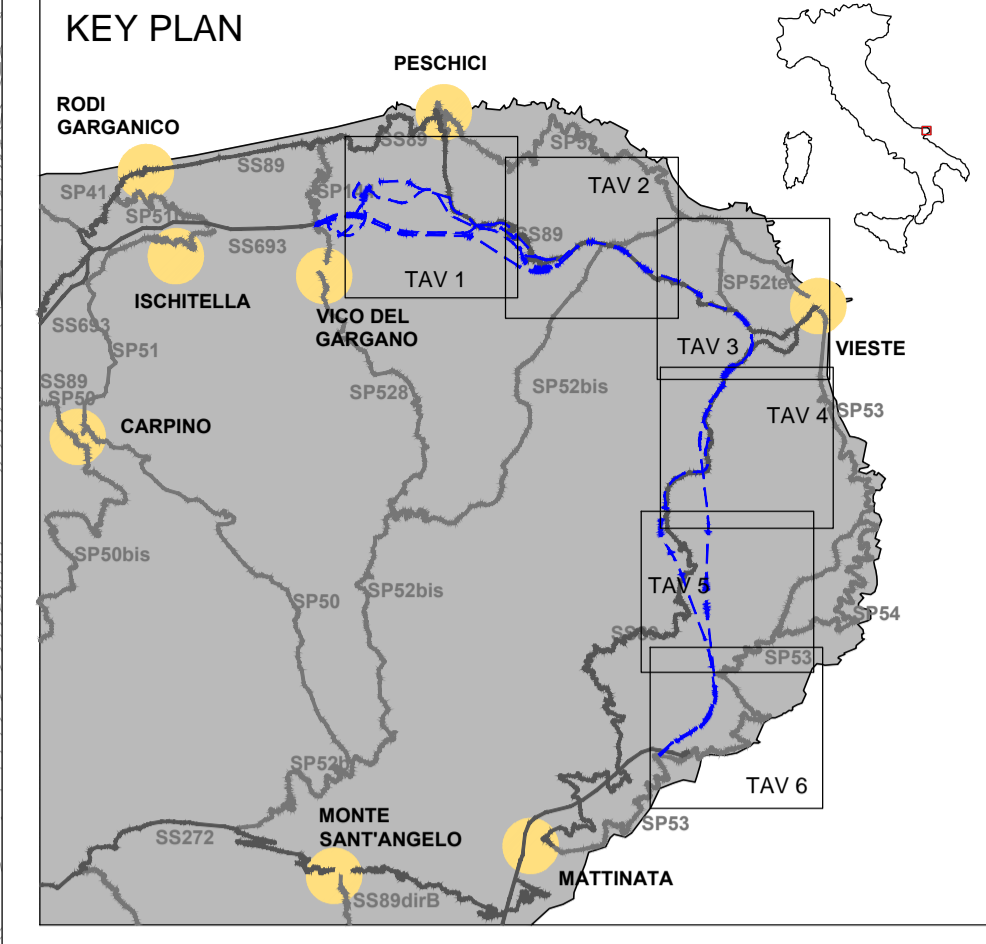 KEY PLAN
PESCHICI
RODI
GARGANICO
SS89
SS89
SP41
SP51
SS693
TAV 2
SS89
TAV 1
ISCHITELLA
VICO DEL
GARGANO
SP52ter
TAV 3
VIESTE
SS693
SP51
SS89
SP50
SP528
SP52bis
TAV 4
SP53
CARPINO
SP50bis
SP50
SP52bis
TAV 5
SP54
SP53
TAV 6
SS272
MONTE
SANT'ANGELO
SP53
MATTINATA
SS89dirB